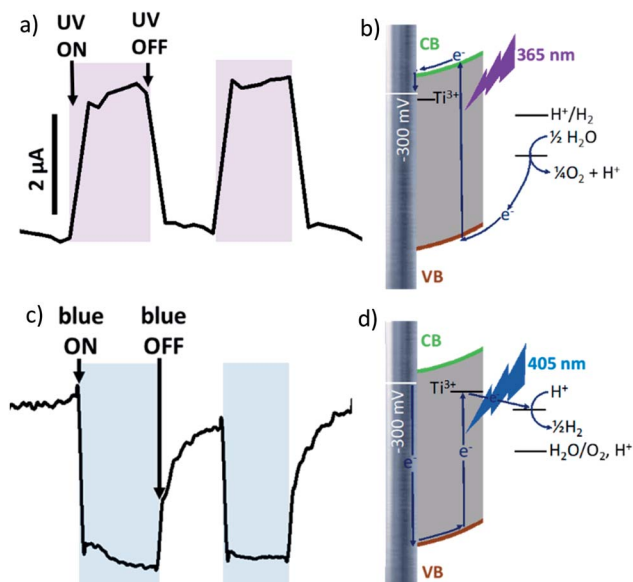 a)
UV
ON
UV
OFF
2 µA
b)
CB
e⁻
365 nm
Ti³⁺
-300 mV
H⁺/H₂
½ H₂O
¼O₂ + H⁺
e⁻
VB
c)
blue
ON
blue
OFF
d)
CB
405 nm
Ti³⁺
e⁻
H⁺
-300 mV
½H₂
H₂O/O₂, H⁺
e⁻
e⁻
VB